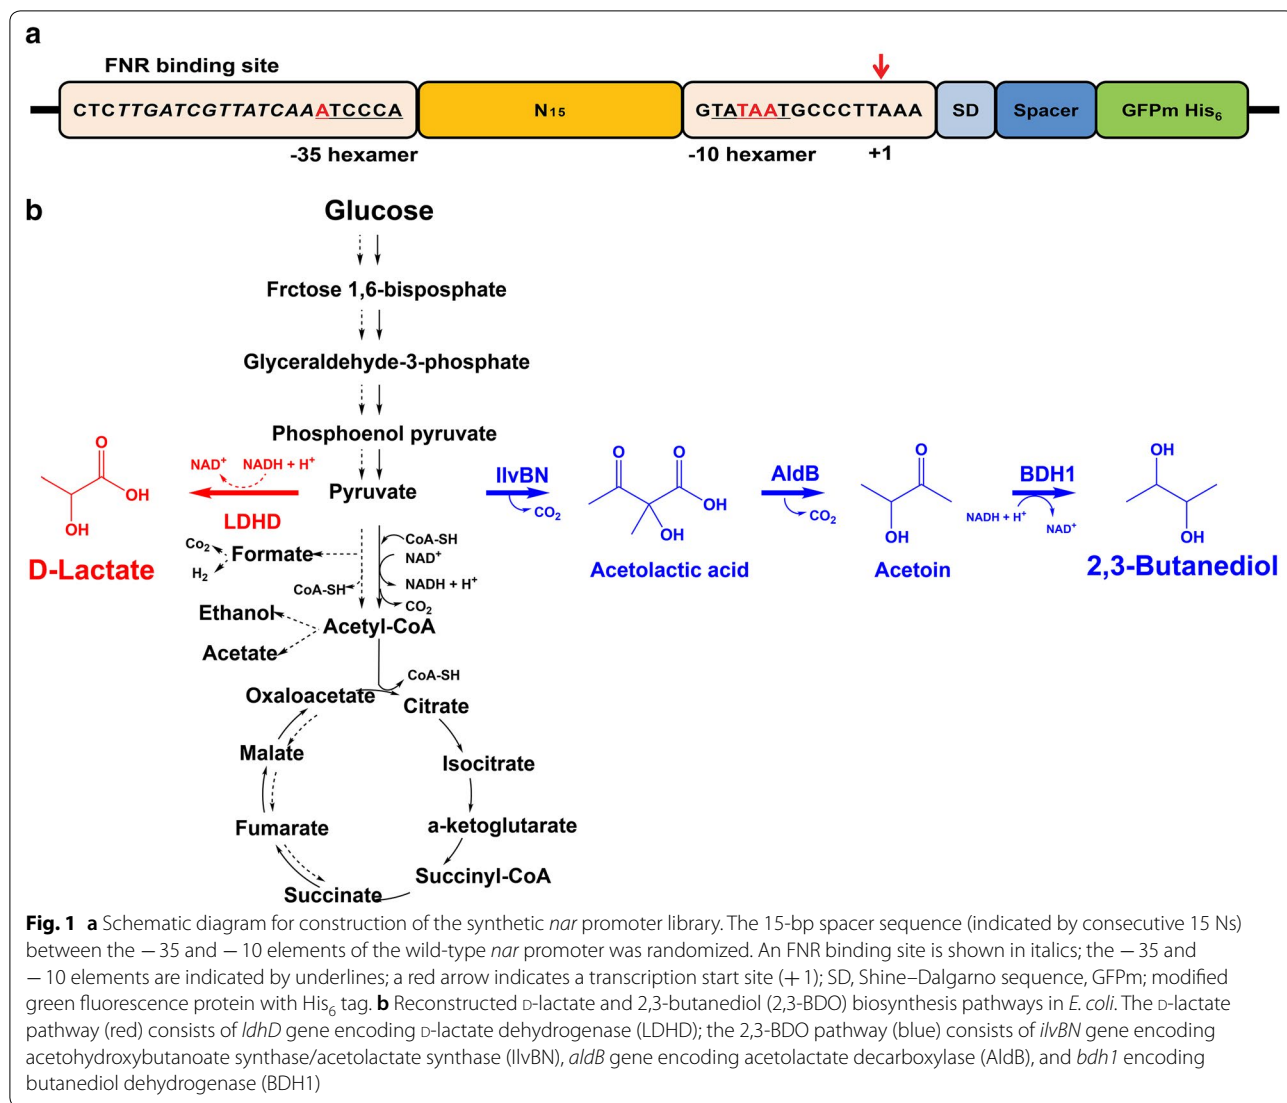 a
FNR binding site
CTCTTGATCGTTATCAAATCCCA N15 GTATAATGCCCTTAAA SD Spacer GFPm His6
-35 hexamer -10 hexamer +1
b
Glucose
Frctose 1,6-bisposphate
Glyceraldehyde-3-phosphate
Phosphoenol pyruvate
Pyruvate
NAD+ NADH + H+
LDHD
O
OH
OH
D-Lactate
IlvBN
CO2
O
O
OH
OH
Acetolactic acid
AldB
CO2
O
OH
Acetoin
BDH1
NADH + H+
NAD+
OH
OH
2,3-Butanediol
Co2
H2
Formate
CoA-SH
CoA-SH
NAD+
NADH + H+
CO2
Ethanol
Acetate
Acetyl-CoA
CoA-SH
Oxaloacetate
Citrate
Malate
Isocitrate
Fumarate
a-ketoglutarate
Succinate
Succinyl-CoA
Fig. 1 a Schematic diagram for construction of the synthetic nar promoter library. The 15-bp spacer sequence (indicated by consecutive 15 Ns)
between the −35 and −10 elements of the wild-type nar promoter was randomized. An FNR binding site is shown in italics; the −35 and
−10 elements are indicated by underlines; a red arrow indicates a transcription start site (+1); SD, Shine–Dalgarno sequence, GFPm; modified
green fluorescence protein with His6 tag. b Reconstructed D-lactate and 2,3-butanediol (2,3-BDO) biosynthesis pathways in E. coli. The D-lactate
pathway (red) consists of ldhD gene encoding D-lactate dehydrogenase (LDHD); the 2,3-BDO pathway (blue) consists of ilvBN gene encoding
acetohydroxybutanoate synthase/acetolactate synthase (IlvBN), aldB gene encoding acetolactate decarboxylase (AldB), and bdh1 encoding
butanediol dehydrogenase (BDH1)